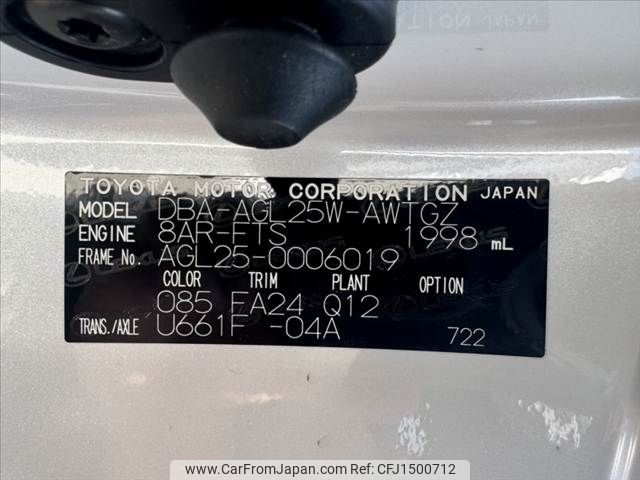 TOYOTA MOTOR CORPORATION JAPAN
MODEL DBA-AGL25W-AWTGZ
ENGINE 8AR-FTS 1998 mL
FRAME No. AGL25-0006019
COLOR TRIM PLANT OPTION
085 FA24 Q12
TRANS./AXLE U661F -04A
722
www.CarFromJapan.com | ID: CFJ1500712